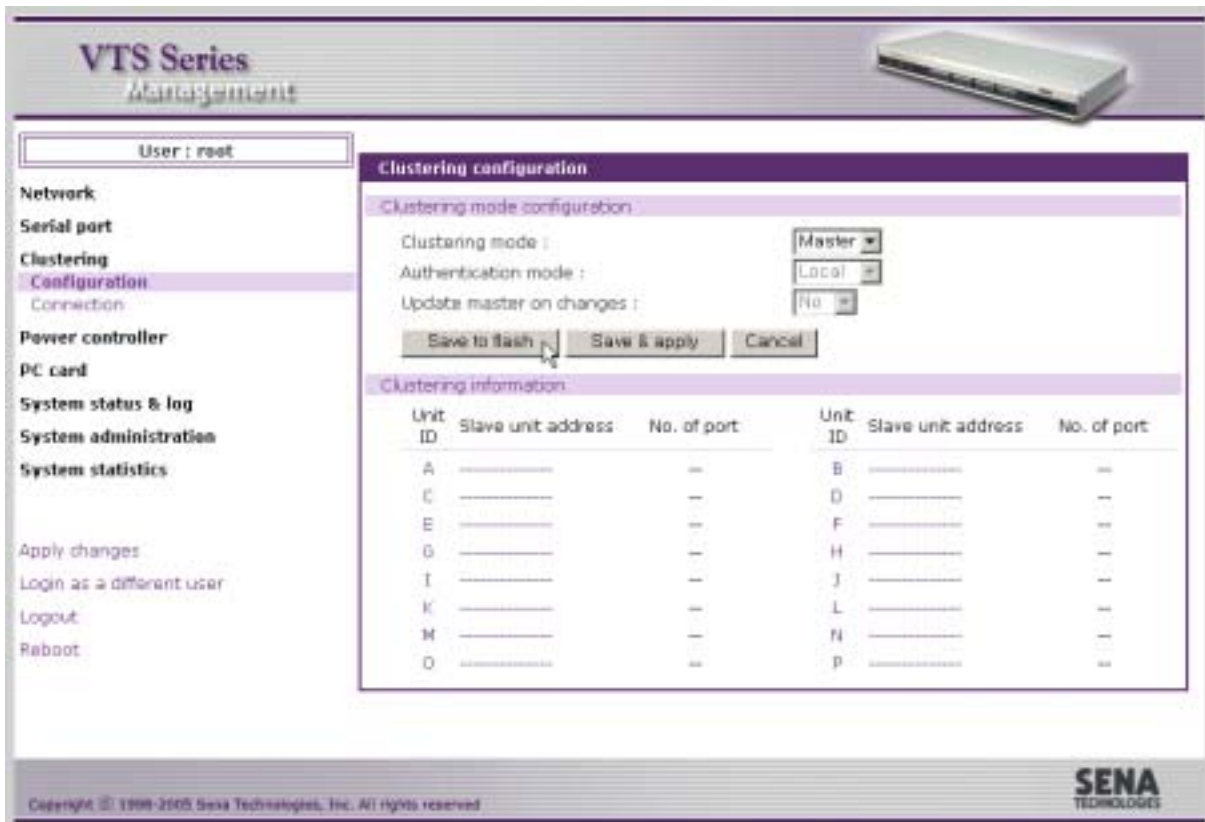 VTS Series
Management
User : root
Network
Serial port
Clustering
Configuration
Connection
Power controller
PC card
System status & log
System administration
System statistics
Apply changes
Login as a different user
Logout
Reboot
Clustering configuration
Clustering mode configuration
Clustering mode : Master
Authentication mode : Local
Update master on changes : No
Save to flash Save & apply Cancel
Clustering information
Unit ID Slave unit address No. of port Unit ID Slave unit address No. of port
A --------------- -- B --------------- --
C --------------- -- D --------------- --
E --------------- -- F --------------- --
G --------------- -- H --------------- --
I --------------- -- J --------------- --
K --------------- -- L --------------- --
M --------------- -- N --------------- --
O --------------- -- P --------------- --
Copyright © 1998-2005 Sena Technologies, Inc. All rights reserved
SENA
TECHNOLOGIES